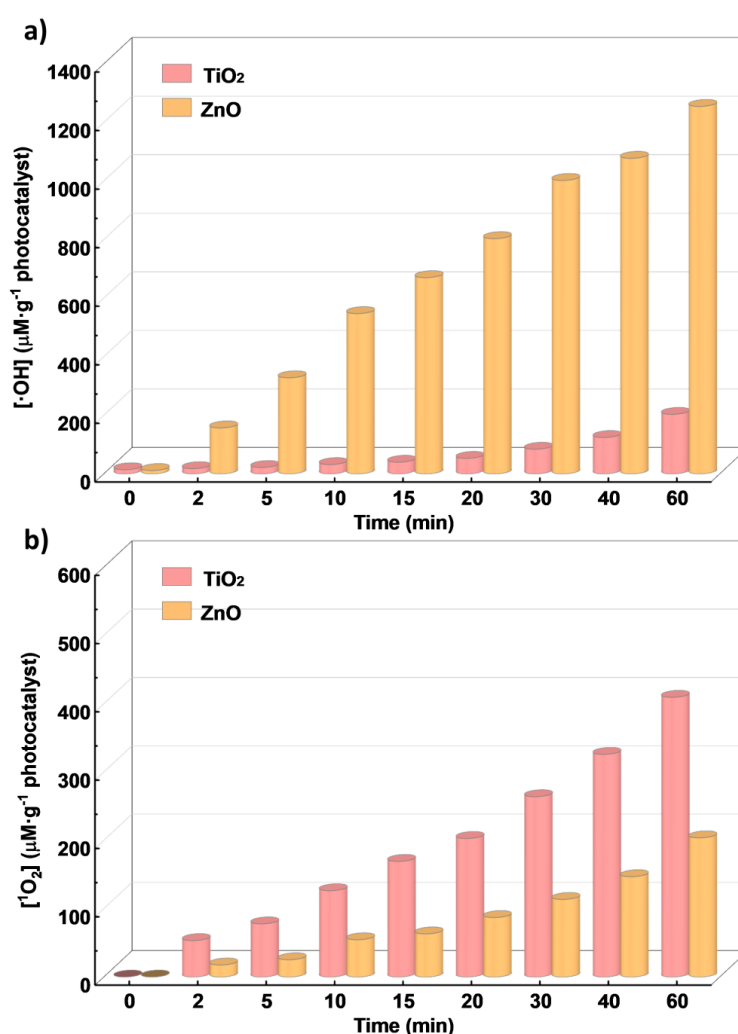 a)
1400
1200
1000
800
600
400
200
0
[·OH] (μM·g⁻¹ photocatalyst)
TiO₂
ZnO
0 2 5 10 15 20 30 40 60
Time (min)
b)
600
500
400
300
200
100
0
[¹O₂] (μM·g⁻¹ photocatalyst)
TiO₂
ZnO
0 2 5 10 15 20 30 40 60
Time (min)